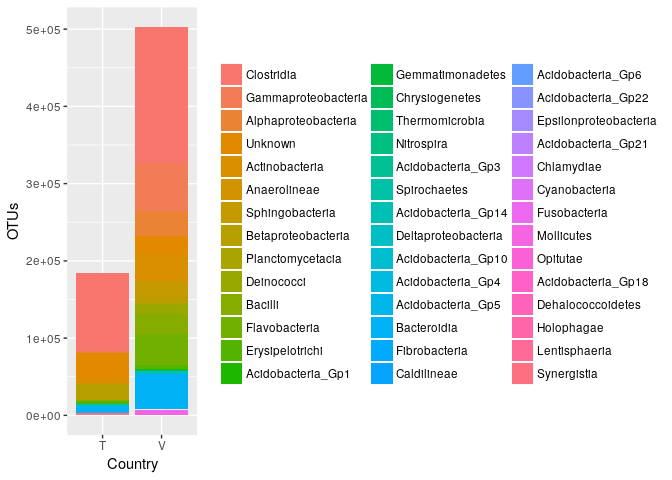 5e+05
4e+05
3e+05
2e+05
1e+05
0e+00
OTUs
T
V
Country
Clostridia
Gammaproteobacteria
Alphaproteobacteria
Unknown
Actinobacteria
Anaerolineae
Sphingobacteria
Betaproteobacteria
Planctomycetacia
Deinococci
Bacilli
Flavobacteria
Erysipelotrichi
Acidobacteria_Gp1
Gemmatimonadetes
Chrysiogenetes
Thermomicrobia
Nitrospira
Acidobacteria_Gp3
Spirochaetes
Acidobacteria_Gp14
Deltaproteobacteria
Acidobacteria_Gp10
Acidobacteria_Gp4
Acidobacteria_Gp5
Bacteroidia
Fibrobacteria
Caldilineae
Acidobacteria_Gp6
Acidobacteria_Gp22
Epsilonproteobacteria
Acidobacteria_Gp21
Chlamydiae
Cyanobacteria
Fusobacteria
Mollicutes
Opitutae
Acidobacteria_Gp18
Dehalococcoidetes
Holophagae
Lentisphaeria
Synergistia